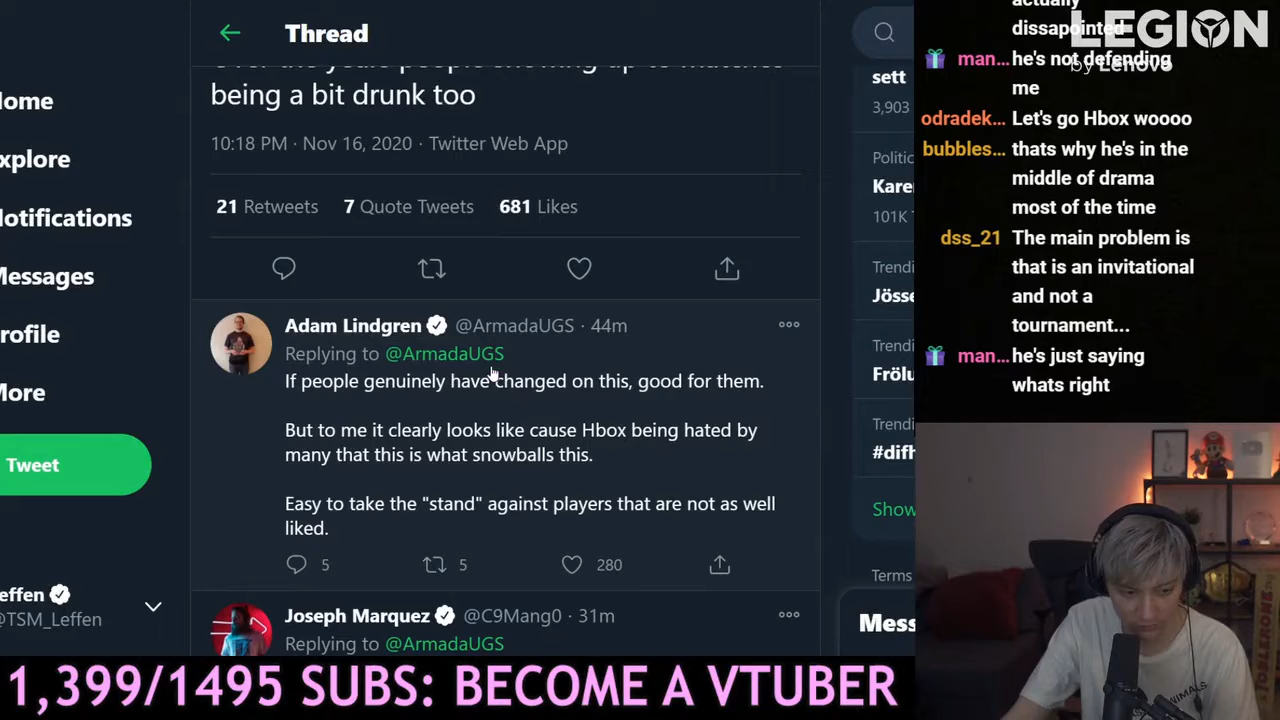 Thread
being a bit drunk too
10:18 PM · Nov 16, 2020 · Twitter Web App
21 Retweets 7 Quote Tweets 681 Likes
Adam Lindgren @ArmadaUGS · 44m
Replying to @ArmadaUGS
If people genuinely have changed on this, good for them.
But to me it clearly looks like cause Hbox being hated by
many that this is what snowballs this.
Easy to take the "stand" against players that are not as well
liked.
5 5 280
Joseph Marquez @C9Mang0 · 31m
Replying to @ArmadaUGS
ome
xplore
otifications
Messages
rofile
More
Tweet
effen
@TSM_Leffen
sett
3,903
Politic
Karen
101K T
Trendi
Jösse
Trendi
Frölu
Trendi
#difh
Show
Terms
Mess
LEGION
by Lenovo
actually
dissapointed
man... he's not defending
me
odradek... Let's go Hbox woooo
bubbles... thats why he's in the
middle of drama
most of the time
dss_21 The main problem is
that is an invitational
and not a
tournament...
man... he's just saying
whats right
1,399/1495 SUBS: BECOME A VTUBER